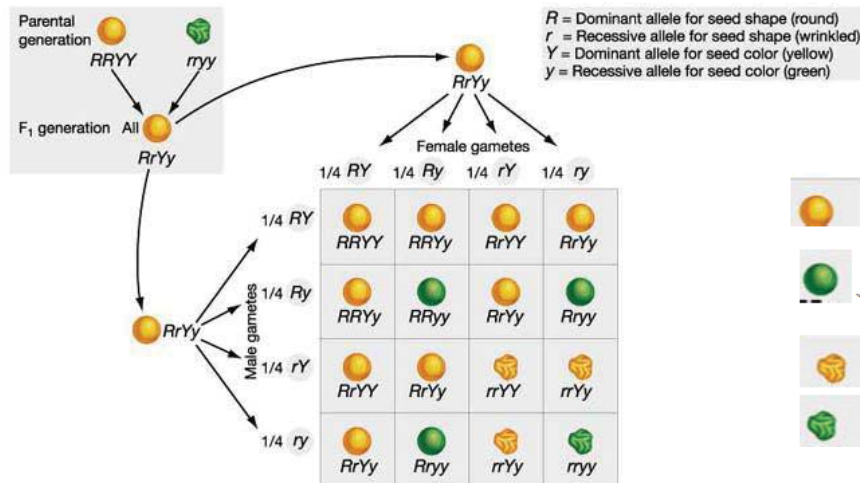 Parental generation
RRYY rryy
F1 generation All
RrYy
RrYy
R = Dominant allele for seed shape (round)
r = Recessive allele for seed shape (wrinkled)
Y = Dominant allele for seed color (yellow)
y = Recessive allele for seed color (green)
Female gametes
1/4 RY 1/4 Ry 1/4 rY 1/4 ry
Male gametes
RrYy
1/4 RY
RRYY RRYy RrYY RrYy
1/4 Ry
RRYy RRyy RrYy Rryy
1/4 rY
RrYY RrYy rrYY rrYy
1/4 ry
RrYy Rryy rrYy rryy